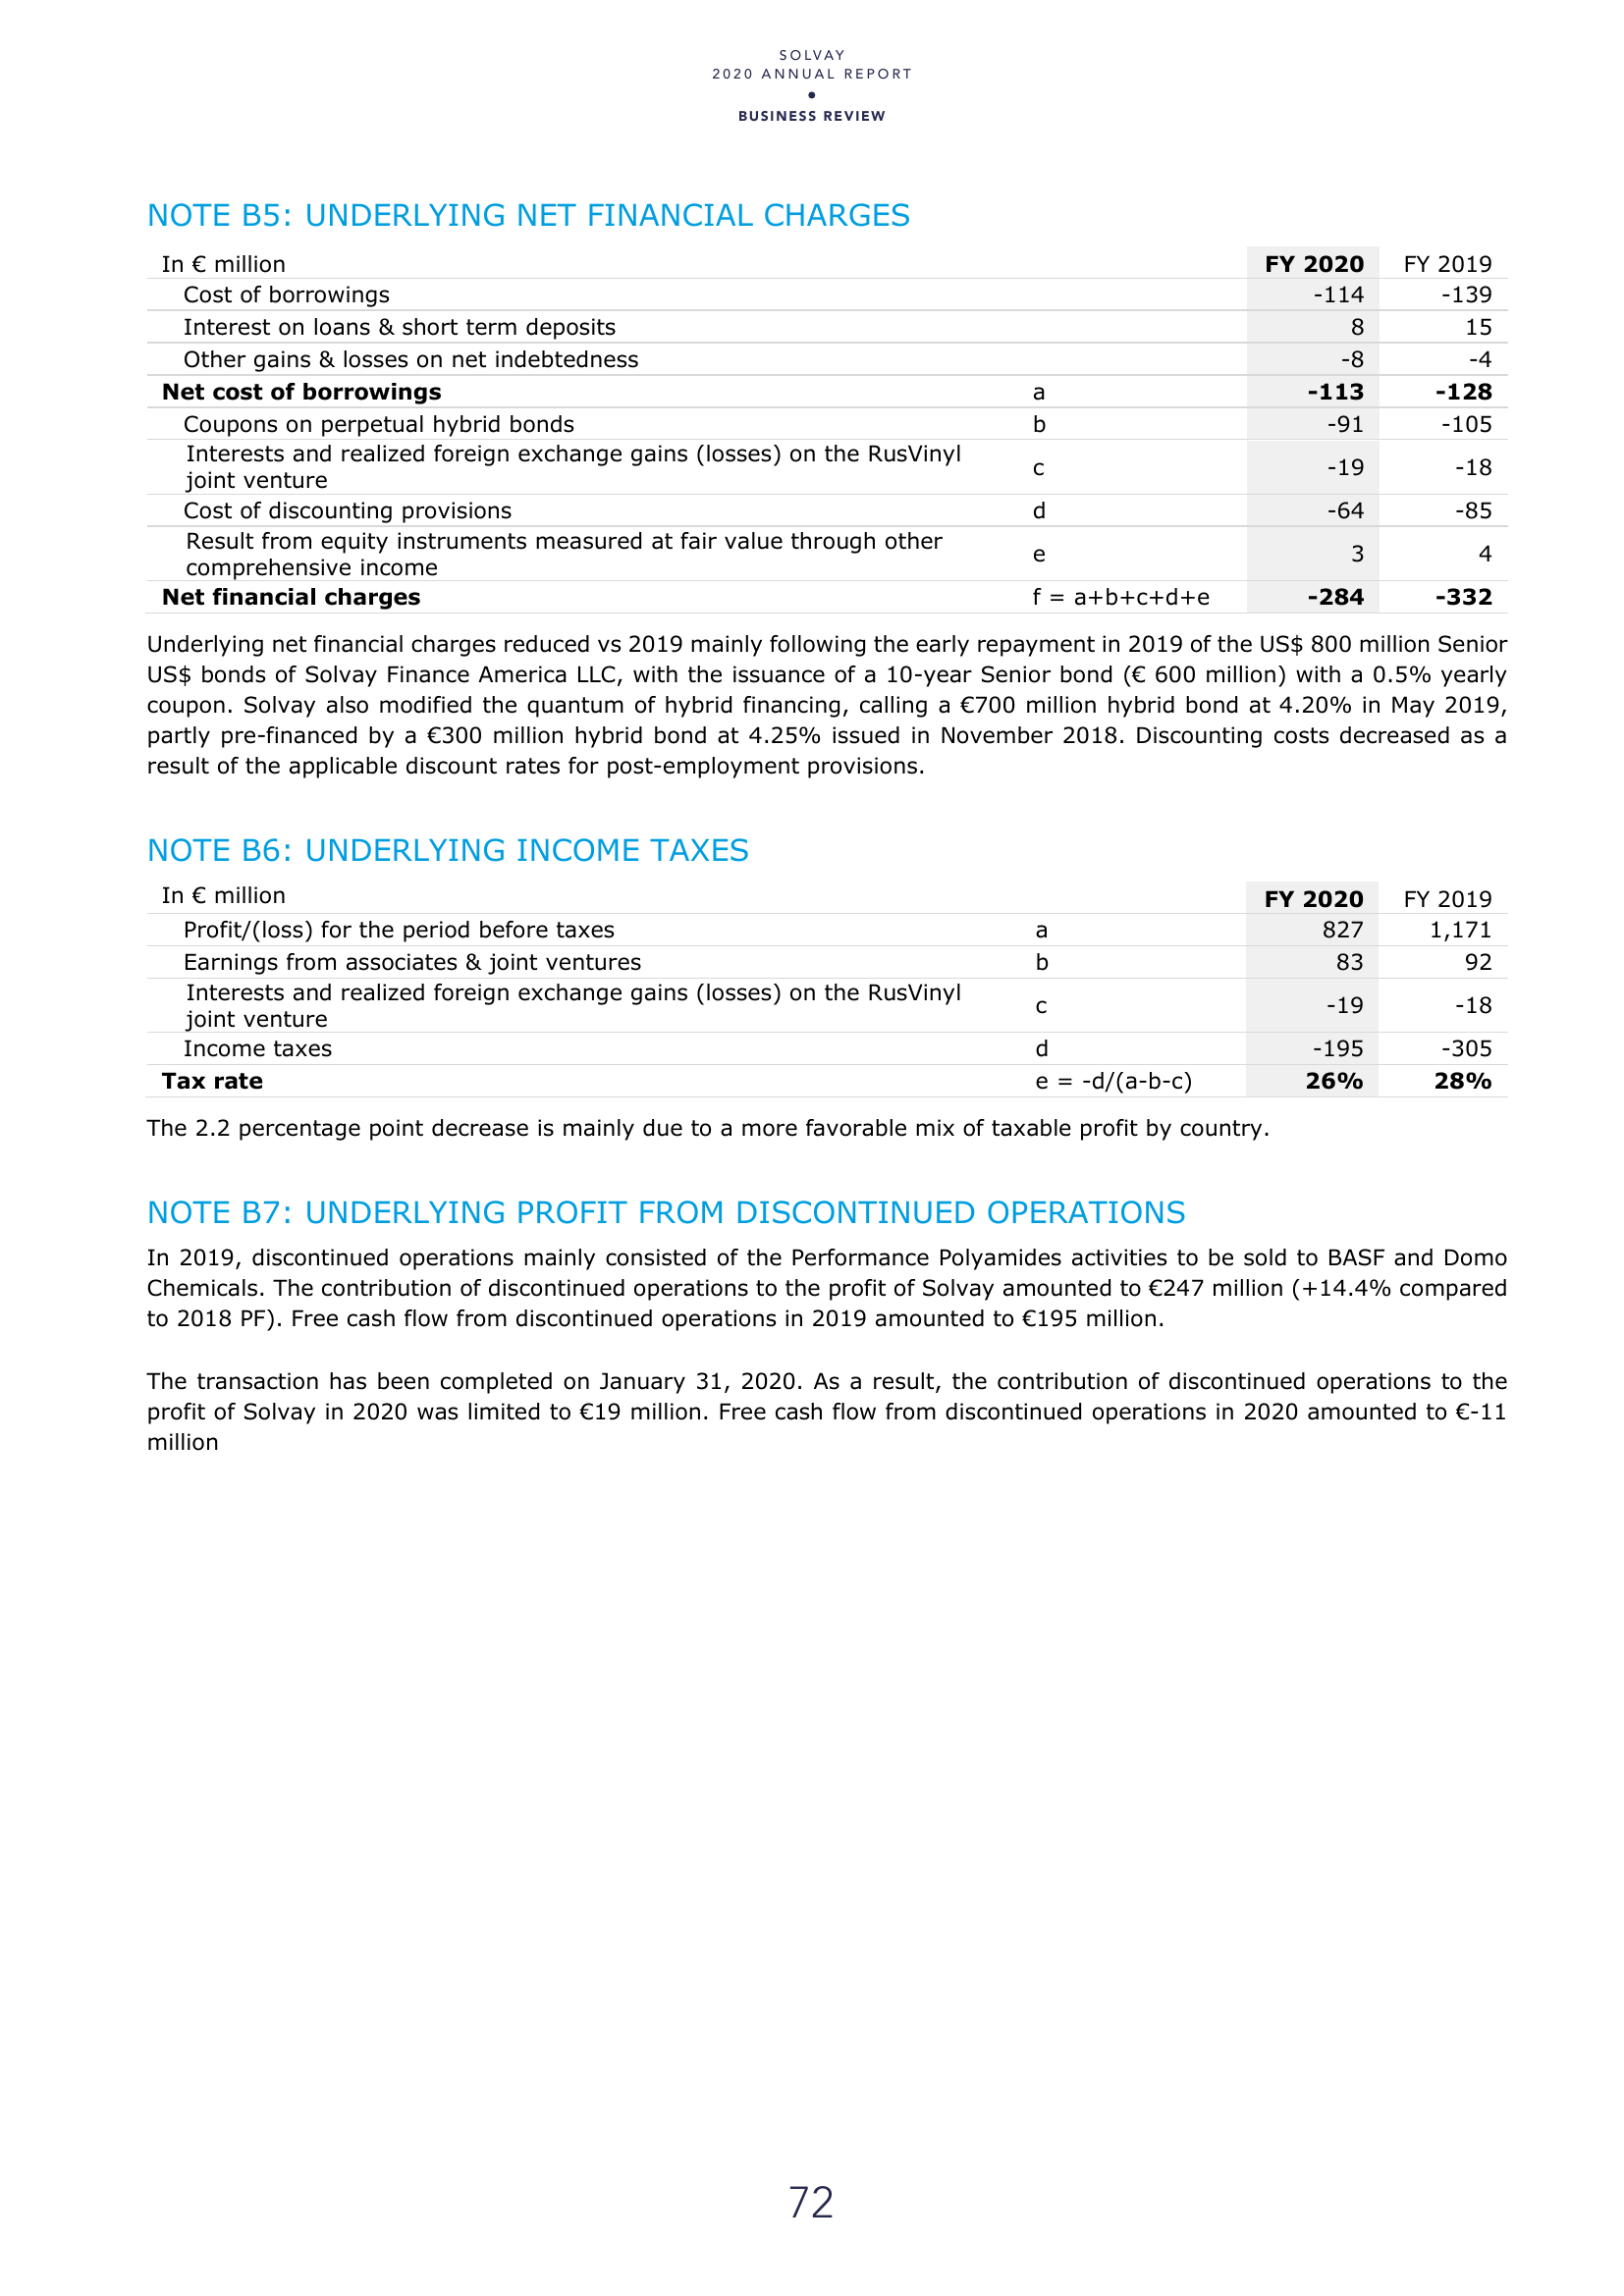 SOLVAY
2020 ANNUAL REPORT
•
BUSINESS REVIEW
NOTE B5: UNDERLYING NET FINANCIAL CHARGES
In € million FY 2020 FY 2019
Cost of borrowings -114 -139
Interest on loans & short term deposits 8 15
Other gains & losses on net indebtedness -8 -4
Net cost of borrowings a -113 -128
Coupons on perpetual hybrid bonds b -91 -105
Interests and realized foreign exchange gains (losses) on the RusVinyl
joint venture c -19 -18
Cost of discounting provisions d -64 -85
Result from equity instruments measured at fair value through other
comprehensive income e 3 4
Net financial charges f = a+b+c+d+e -284 -332
Underlying net financial charges reduced vs 2019 mainly following the early repayment in 2019 of the US$ 800 million Senior
US$ bonds of Solvay Finance America LLC, with the issuance of a 10-year Senior bond (€ 600 million) with a 0.5% yearly
coupon. Solvay also modified the quantum of hybrid financing, calling a €700 million hybrid bond at 4.20% in May 2019,
partly pre-financed by a €300 million hybrid bond at 4.25% issued in November 2018. Discounting costs decreased as a
result of the applicable discount rates for post-employment provisions.
NOTE B6: UNDERLYING INCOME TAXES
In € million FY 2020 FY 2019
Profit/(loss) for the period before taxes a 827 1,171
Earnings from associates & joint ventures b 83 92
Interests and realized foreign exchange gains (losses) on the RusVinyl
joint venture c -19 -18
Income taxes d -195 -305
Tax rate e = -d/(a-b-c) 26% 28%
The 2.2 percentage point decrease is mainly due to a more favorable mix of taxable profit by country.
NOTE B7: UNDERLYING PROFIT FROM DISCONTINUED OPERATIONS
In 2019, discontinued operations mainly consisted of the Performance Polyamides activities to be sold to BASF and Domo
Chemicals. The contribution of discontinued operations to the profit of Solvay amounted to €247 million (+14.4% compared
to 2018 PF). Free cash flow from discontinued operations in 2019 amounted to €195 million.
The transaction has been completed on January 31, 2020. As a result, the contribution of discontinued operations to the
profit of Solvay in 2020 was limited to €19 million. Free cash flow from discontinued operations in 2020 amounted to €-11
million
72